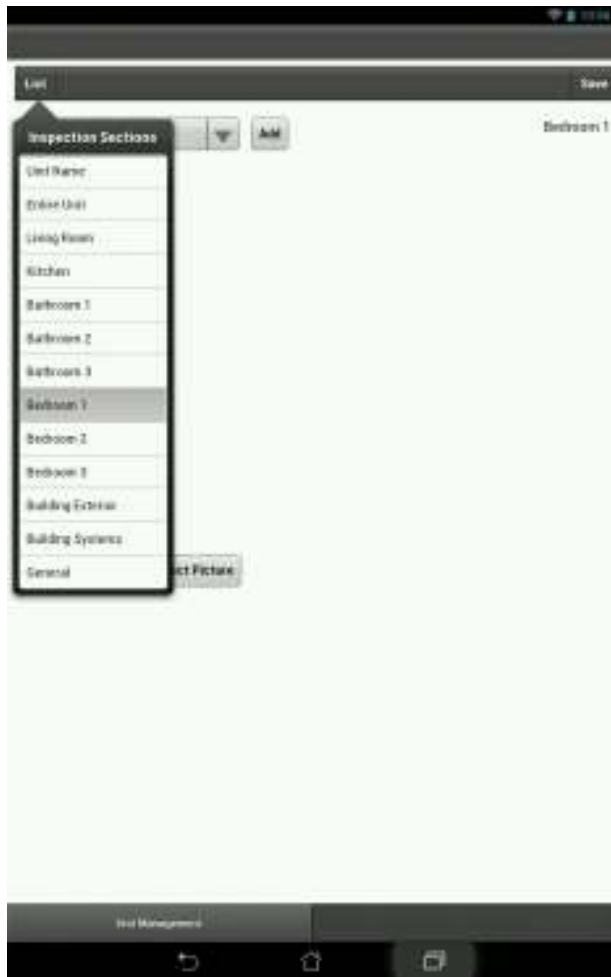 List
Save
Inspection Sections
Add
Bedroom 1
Unit Name
Entire Unit
Living Room
Kitchen
Bathroom 1
Bathroom 2
Bathroom 3
Bedroom 1
Bedroom 2
Bedroom 3
Building Exterior
Building Systems
General
ct Picture
Management